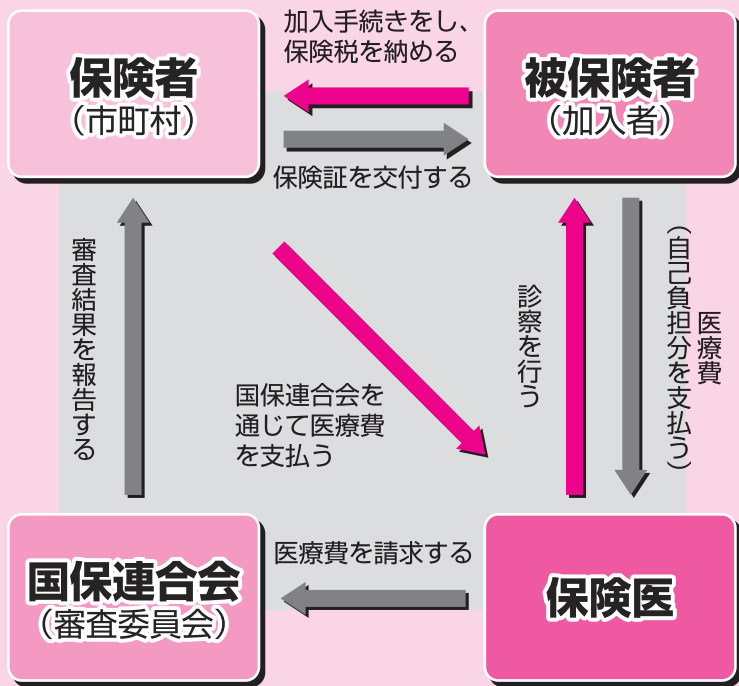 加入手続きをし、
保険税を納める
保険者
（市町村）
被保険者
（加入者）
保険証を交付する
審査結果を報告する
国保連合会を
通じて医療費
を支払う
診察を行う
医療費
（自己負担分を支払う）
医療費を請求する
国保連合会
（審査委員会）
保険医